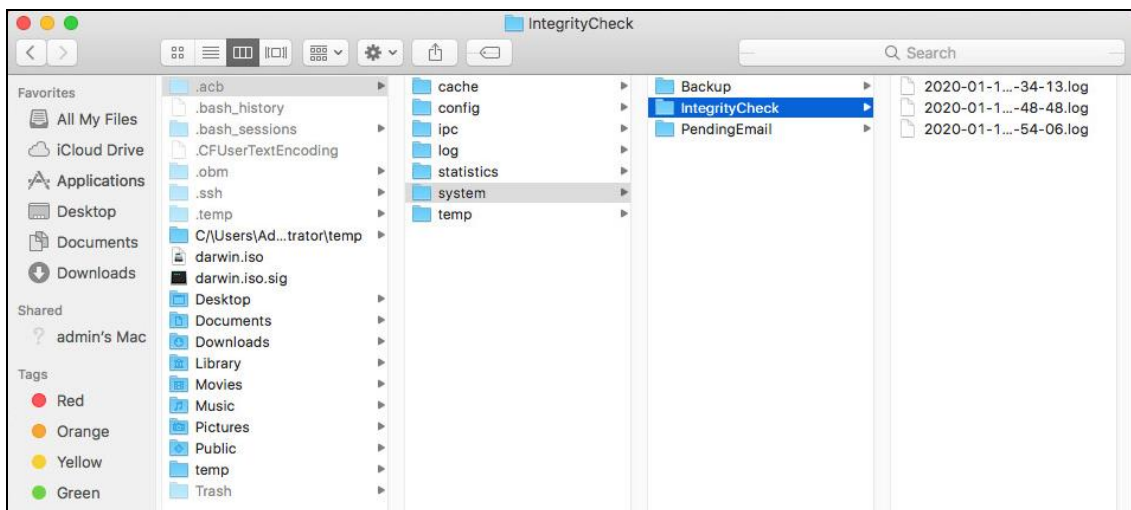 IntegrityCheck
Search
Favorites
All My Files
iCloud Drive
Applications
Desktop
Documents
Downloads
Shared
admin's Mac
Tags
Red
Orange
Yellow
Green
.acb
.bash_history
.bash_sessions
.CFUserTextEncoding
.obm
.ssh
.temp
C/\Users\Ad...trator\temp
darwin.iso
darwin.iso.sig
Desktop
Documents
Downloads
Library
Movies
Music
Pictures
Public
temp
Trash
cache
config
ipc
log
statistics
system
temp
Backup
IntegrityCheck
PendingEmail
2020-01-1...-34-13.log
2020-01-1...-48-48.log
2020-01-1...-54-06.log